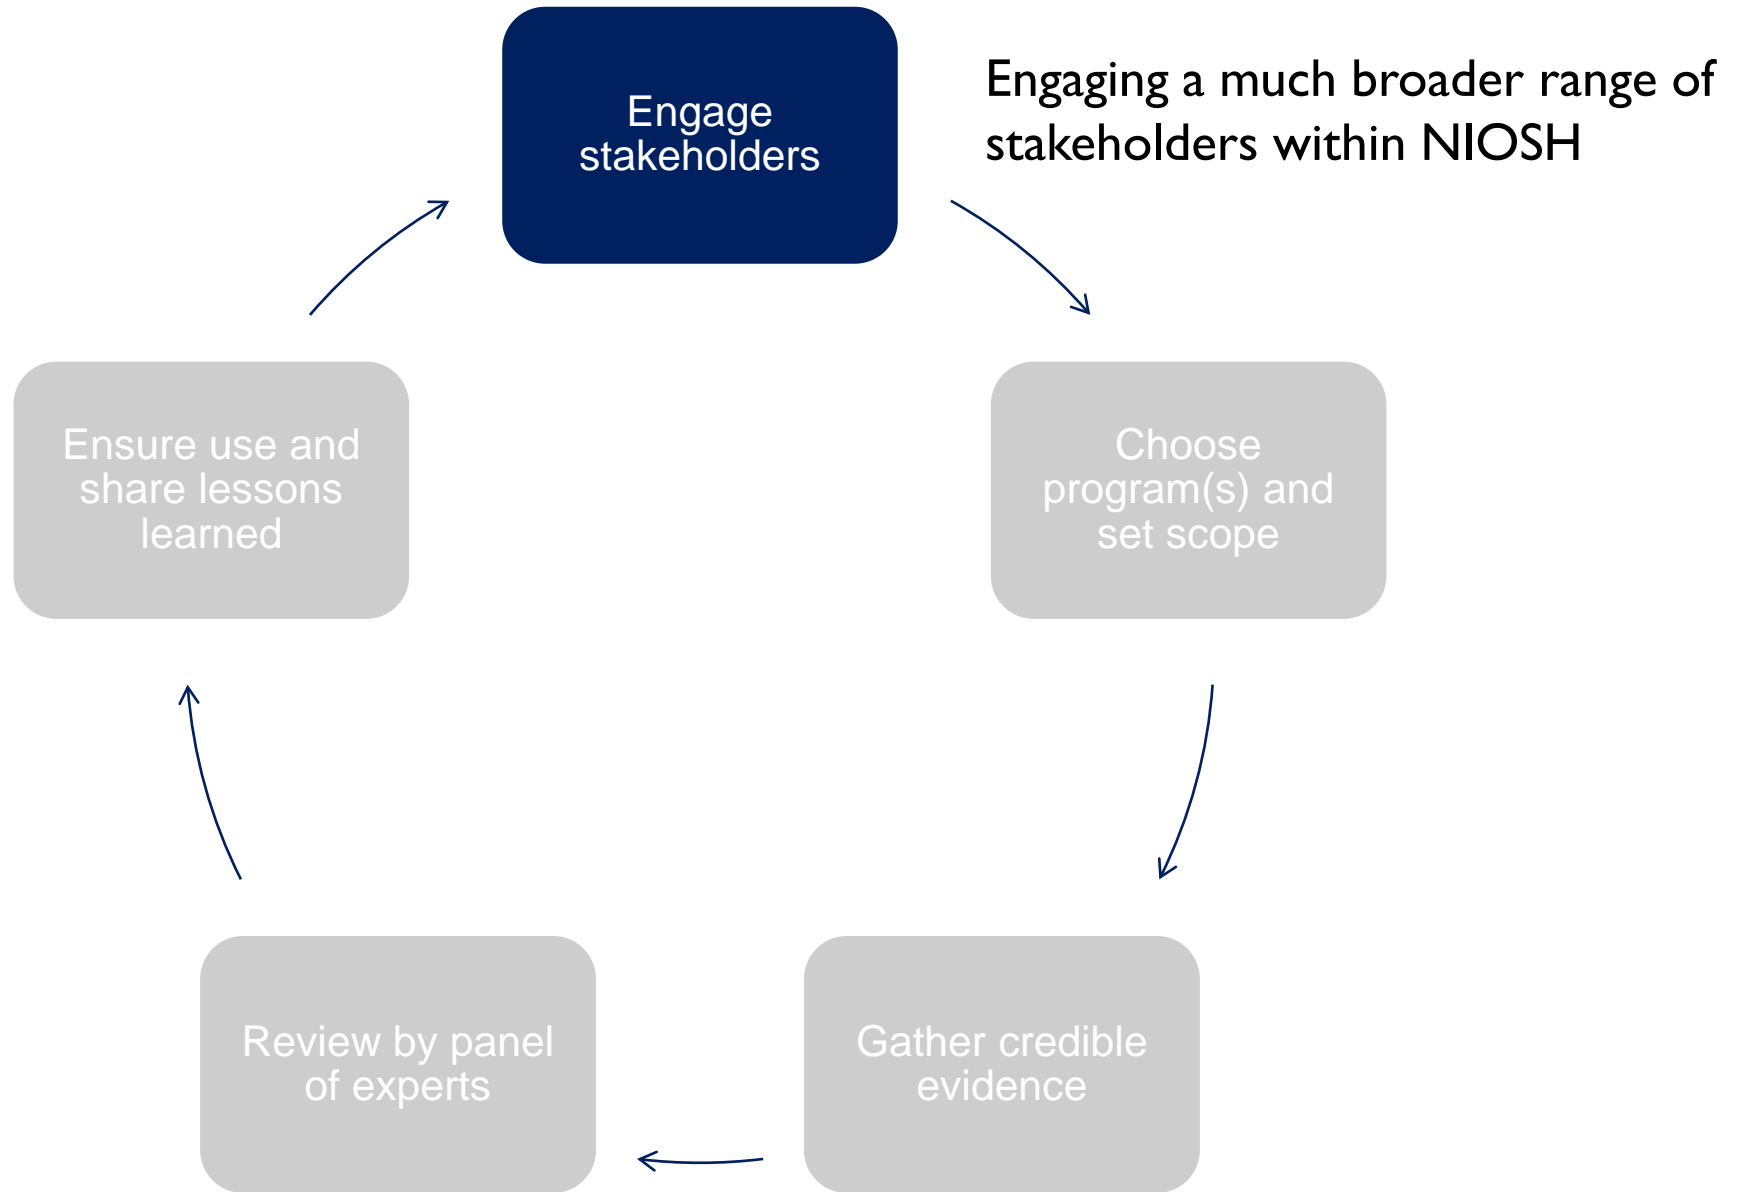 Engage
stakeholders
Engaging a much broader range of
stakeholders within NIOSH
Choose
program(s) and
set scope
Gather credible
evidence
Review by panel
of experts
Ensure use and
share lessons
learned